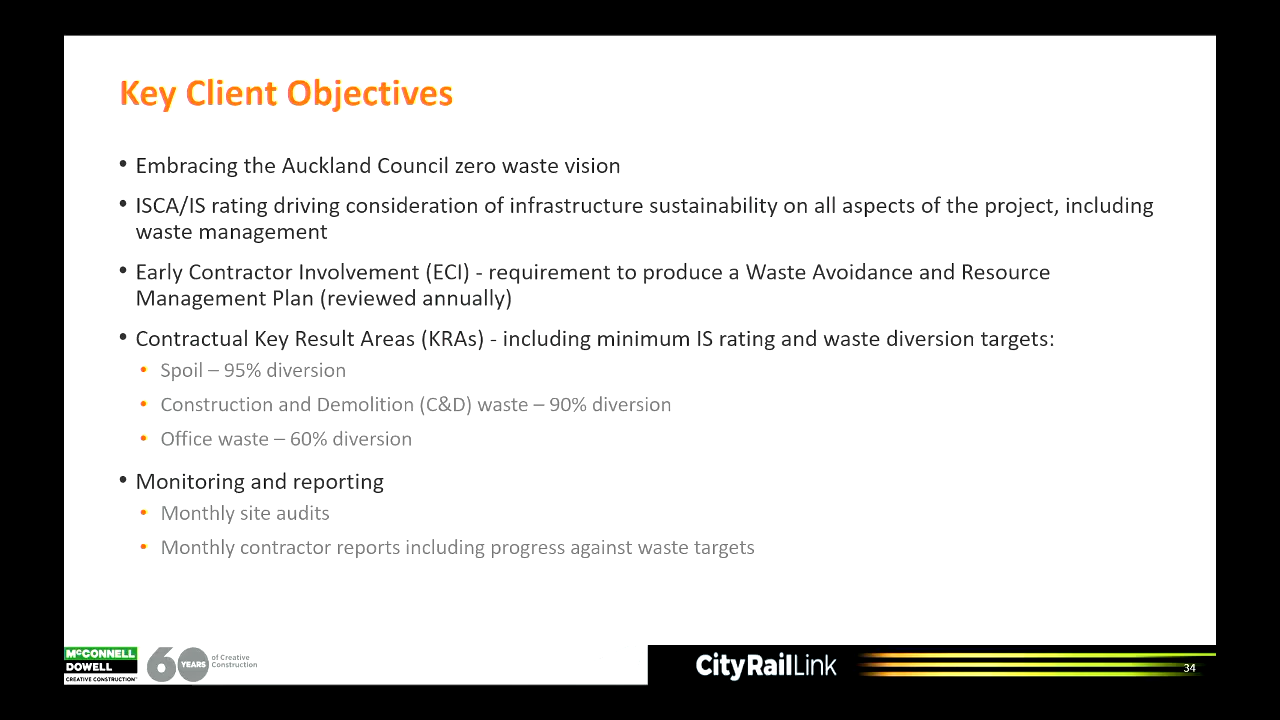 Key Client Objectives
• Embracing the Auckland Council zero waste vision
• ISCA/IS rating driving consideration of infrastructure sustainability on all aspects of the project, including
waste management
• Early Contractor Involvement (ECI) - requirement to produce a Waste Avoidance and Resource
Management Plan (reviewed annually)
• Contractual Key Result Areas (KRAs) - including minimum IS rating and waste diversion targets:
• Spoil – 95% diversion
• Construction and Demolition (C&D) waste – 90% diversion
• Office waste – 60% diversion
• Monitoring and reporting
• Monthly site audits
• Monthly contractor reports including progress against waste targets
McCONNELL
DOWELL
CREATIVE CONSTRUCTION™
60 YEARS
of Creative
Construction
CityRailLink
34